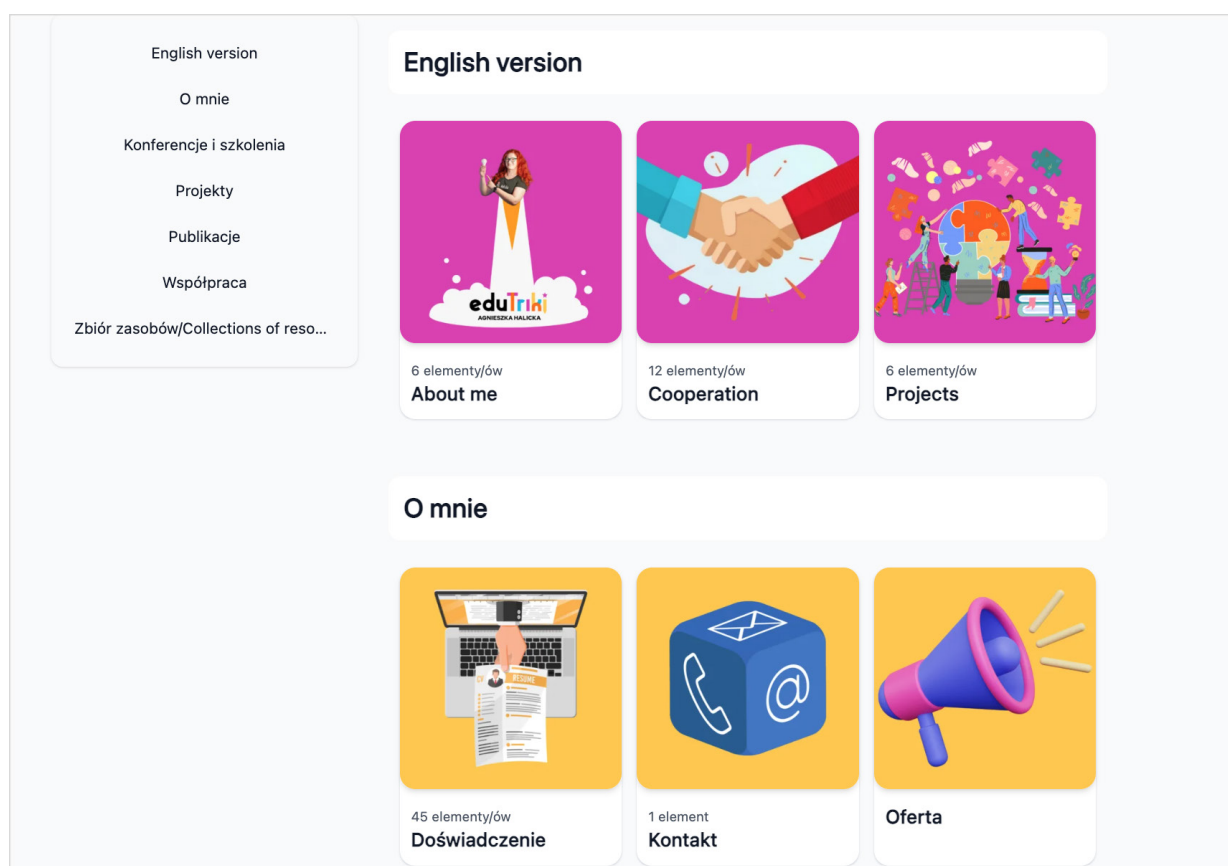 English version
O mnie
Konferencje i szkolenia
Projekty
Publikacje
Współpraca
Zbiór zasobów/Collections of reso...
English version
eduTriki
AGNIESZKA HALICKA
6 elementy/ów
About me
12 elementy/ów
Cooperation
6 elementy/ów
Projects
O mnie
CV
RESUME
@
45 elementy/ów
Doświadczenie
1 element
Kontakt
Oferta